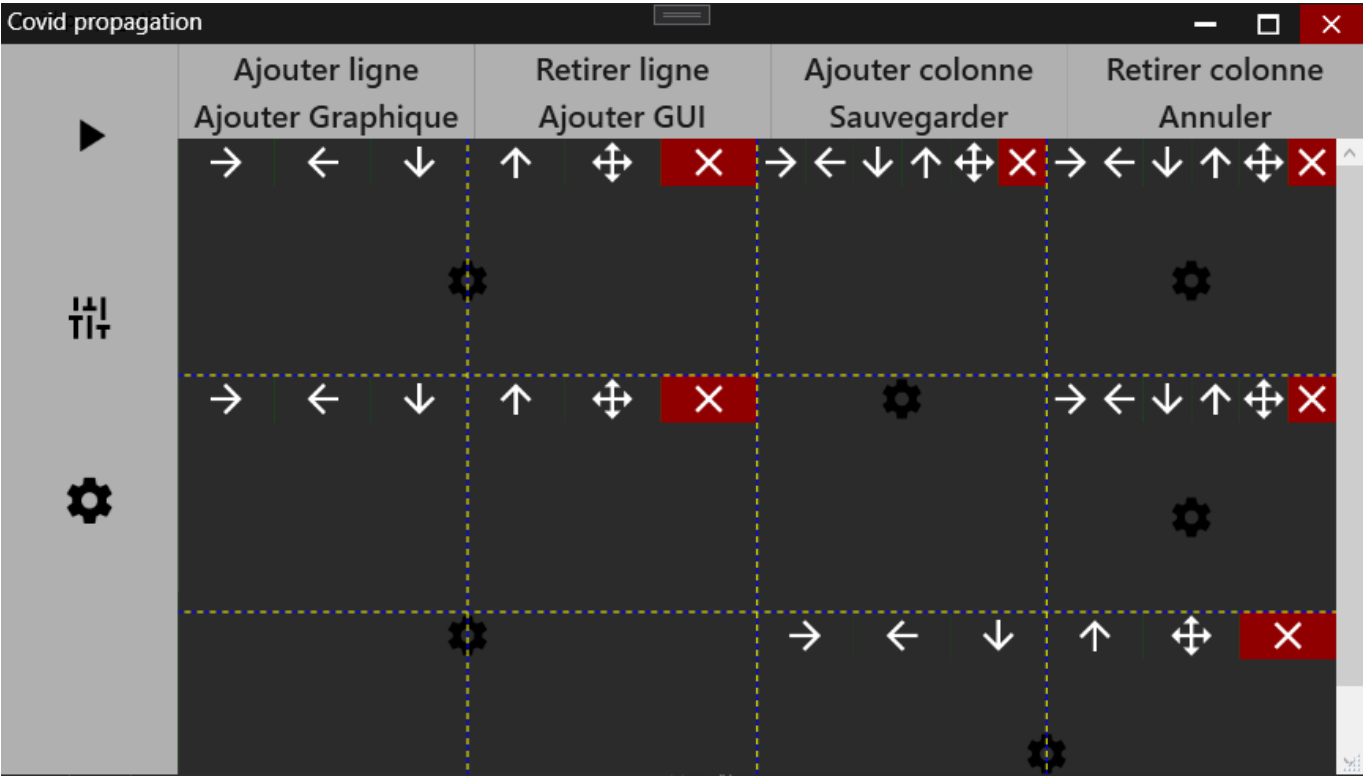 Covid propagation
Ajouter ligne Retirer ligne Ajouter colonne Retirer colonne
Ajouter Graphique Ajouter GUI Sauvegarder Annuler